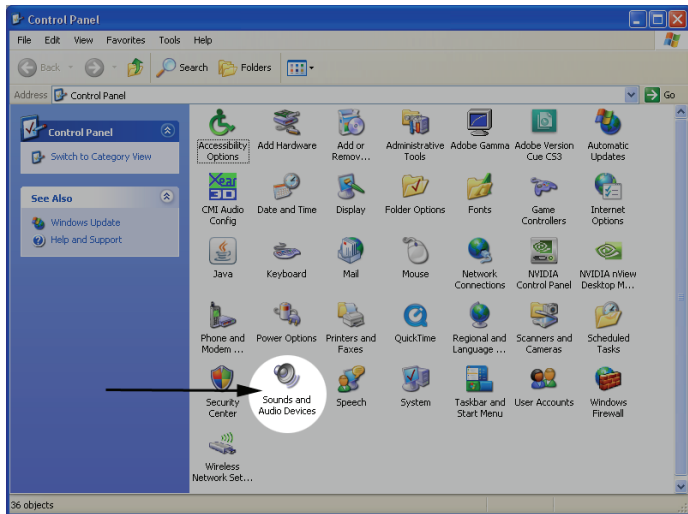 Control Panel
File Edit View Favorites Tools Help
Back Search Folders
Address Control Panel Go
Control Panel
Switch to Category View
See Also
Windows Update
Help and Support
Accessibility Options
Add Hardware
Add or Remov...
Administrative Tools
Adobe Gamma
Adobe Version Cue CS3
Automatic Updates
Xear
3D
CMI Audio Config
Date and Time
Display
Folder Options
Fonts
Game Controllers
Internet Options
Java
Keyboard
Mail
Mouse
Network Connections
NVIDIA Control Panel
NVIDIA nView Desktop M...
Phone and Modem ...
Power Options
Printers and Faxes
QuickTime
Regional and Language ...
Scanners and Cameras
Scheduled Tasks
Security Center
Sounds and Audio Devices
Speech
System
Taskbar and Start Menu
User Accounts
Windows Firewall
Wireless Network Set...
36 objects